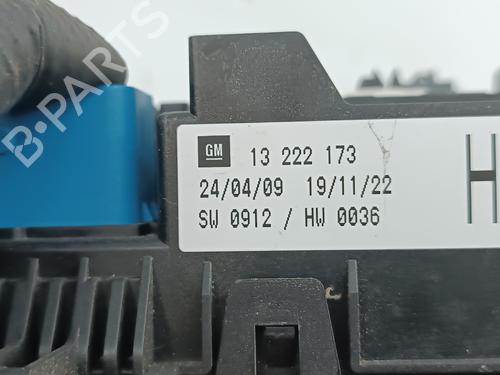 GM 13 222 173
24/04/09 19/11/22
SW 0912 / HW 0036
H
B-PARTS